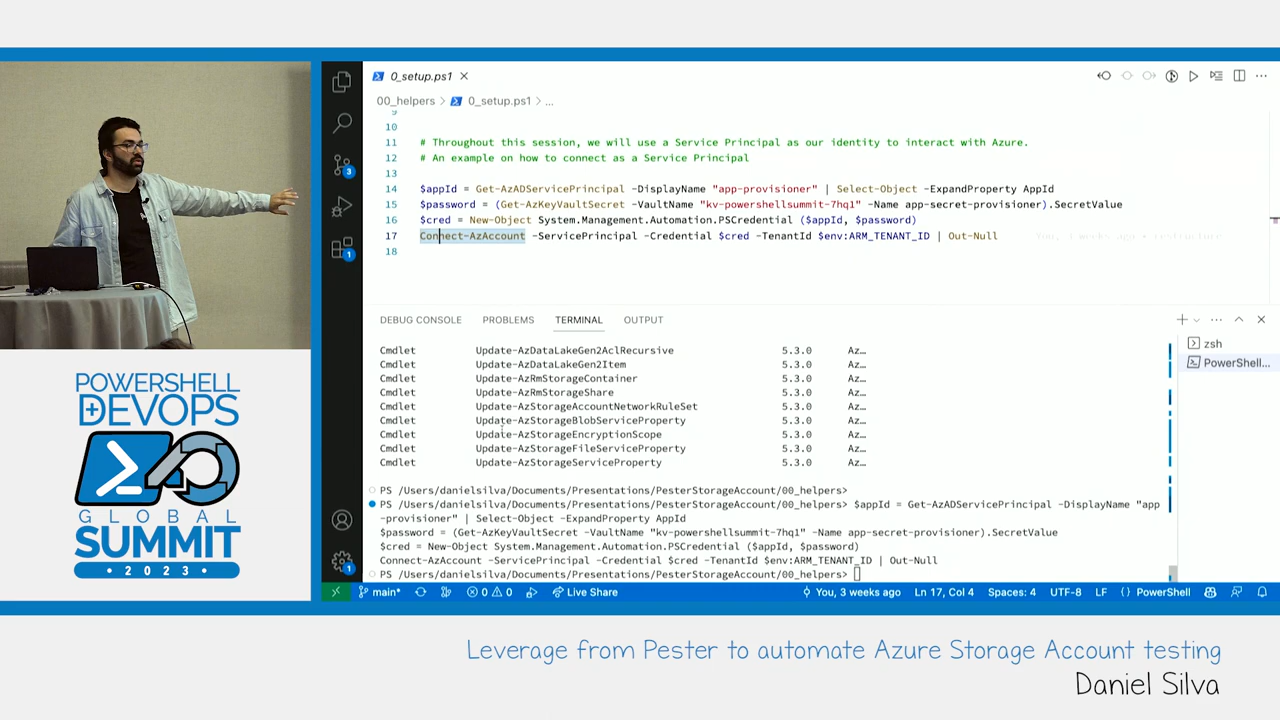 0_setup.ps1
00_helpers > 0_setup.ps1 > ...
9
10
11 # Throughout this session, we will use a Service Principal as our identity to interact with Azure.
12 # An example on how to connect as a Service Principal
13
14 $appId = Get-AzADServicePrincipal -DisplayName "app-provisioner" | Select-Object -ExpandProperty AppId
15 $password = (Get-AzKeyVaultSecret -VaultName "kv-powershellsummit-7hq1" -Name app-secret-provisioner).SecretValue
16 $cred = New-Object System.Management.Automation.PSCredential ($appId, $password)
17 Connect-AzAccount -ServicePrincipal -Credential $cred -TenantId $env:ARM_TENANT_ID | Out-Null You, 3 weeks ago • restructure
18
3
1
1
DEBUG CONSOLE PROBLEMS TERMINAL OUTPUT
zsh
PowerShell...
Cmdlet Update-AzDataLakeGen2AclRecursive 5.3.0 Az…
Cmdlet Update-AzDataLakeGen2Item 5.3.0 Az…
Cmdlet Update-AzRmStorageContainer 5.3.0 Az…
Cmdlet Update-AzRmStorageShare 5.3.0 Az…
Cmdlet Update-AzStorageAccountNetworkRuleSet 5.3.0 Az…
Cmdlet Update-AzStorageBlobServiceProperty 5.3.0 Az…
Cmdlet Update-AzStorageEncryptionScope 5.3.0 Az…
Cmdlet Update-AzStorageFileServiceProperty 5.3.0 Az…
Cmdlet Update-AzStorageServiceProperty 5.3.0 Az…
PS /Users/danielsilva/Documents/Presentations/PesterStorageAccount/00_helpers>
PS /Users/danielsilva/Documents/Presentations/PesterStorageAccount/00_helpers> $appId = Get-AzADServicePrincipal -DisplayName "app
-provisioner" | Select-Object -ExpandProperty AppId
$password = (Get-AzKeyVaultSecret -VaultName "kv-powershellsummit-7hq1" -Name app-secret-provisioner).SecretValue
$cred = New-Object System.Management.Automation.PSCredential ($appId, $password)
Connect-AzAccount -ServicePrincipal -Credential $cred -TenantId $env:ARM_TENANT_ID | Out-Null
PS /Users/danielsilva/Documents/Presentations/PesterStorageAccount/00_helpers>
main* 0 0 Live Share You, 3 weeks ago Ln 17, Col 4 Spaces: 4 UTF-8 LF PowerShell
POWERSHELL
+DEVOPS
GLOBAL
SUMMIT
2023
Leverage from Pester to automate Azure Storage Account testing
Daniel Silva